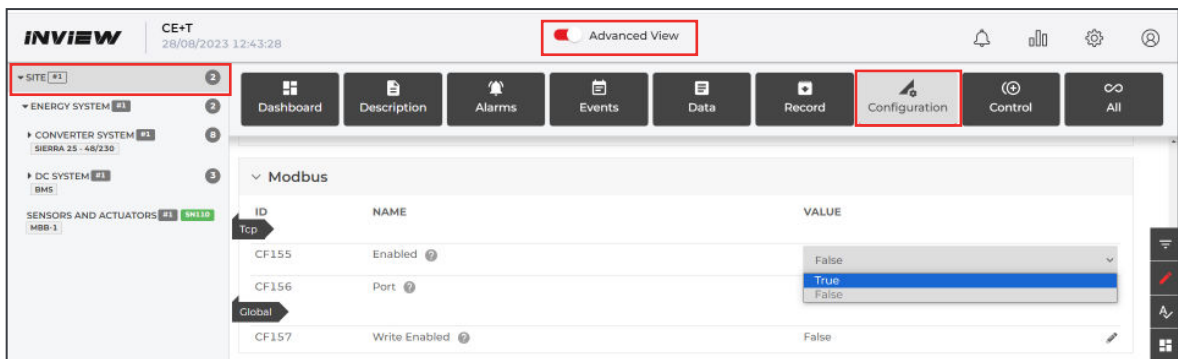 iNViEW
CE+T
28/08/2023 12:43:28
Advanced View
SITE #1 2
ENERGY SYSTEM #1 2
CONVERTER SYSTEM #1 8
SIERRA 25 - 48/230
DC SYSTEM #1 3
BMS
SENSORS AND ACTUATORS #1 SN110
MBB-1
Dashboard Description Alarms Events Data Record Configuration Control All
Modbus
ID NAME VALUE
Tcp
CF155 Enabled ? False
True
False
CF156 Port ?
Global
CF157 Write Enabled ? False